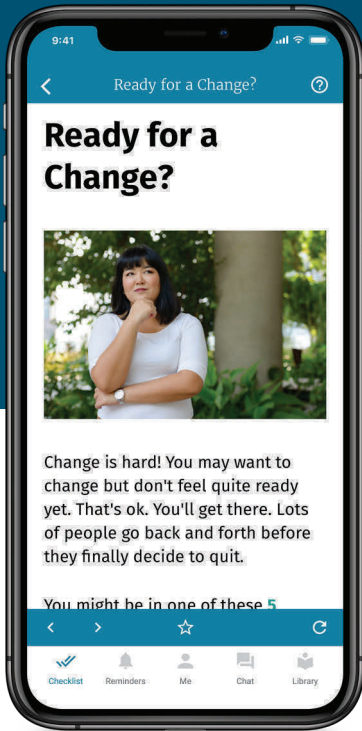 9:41
Ready for a Change?
Ready for a
Change?
Change is hard! You may want to
change but don't feel quite ready
yet. That's ok. You'll get there. Lots
of people go back and forth before
they finally decide to quit.
You might be in one of these 5
Checklist Reminders Me Chat Library